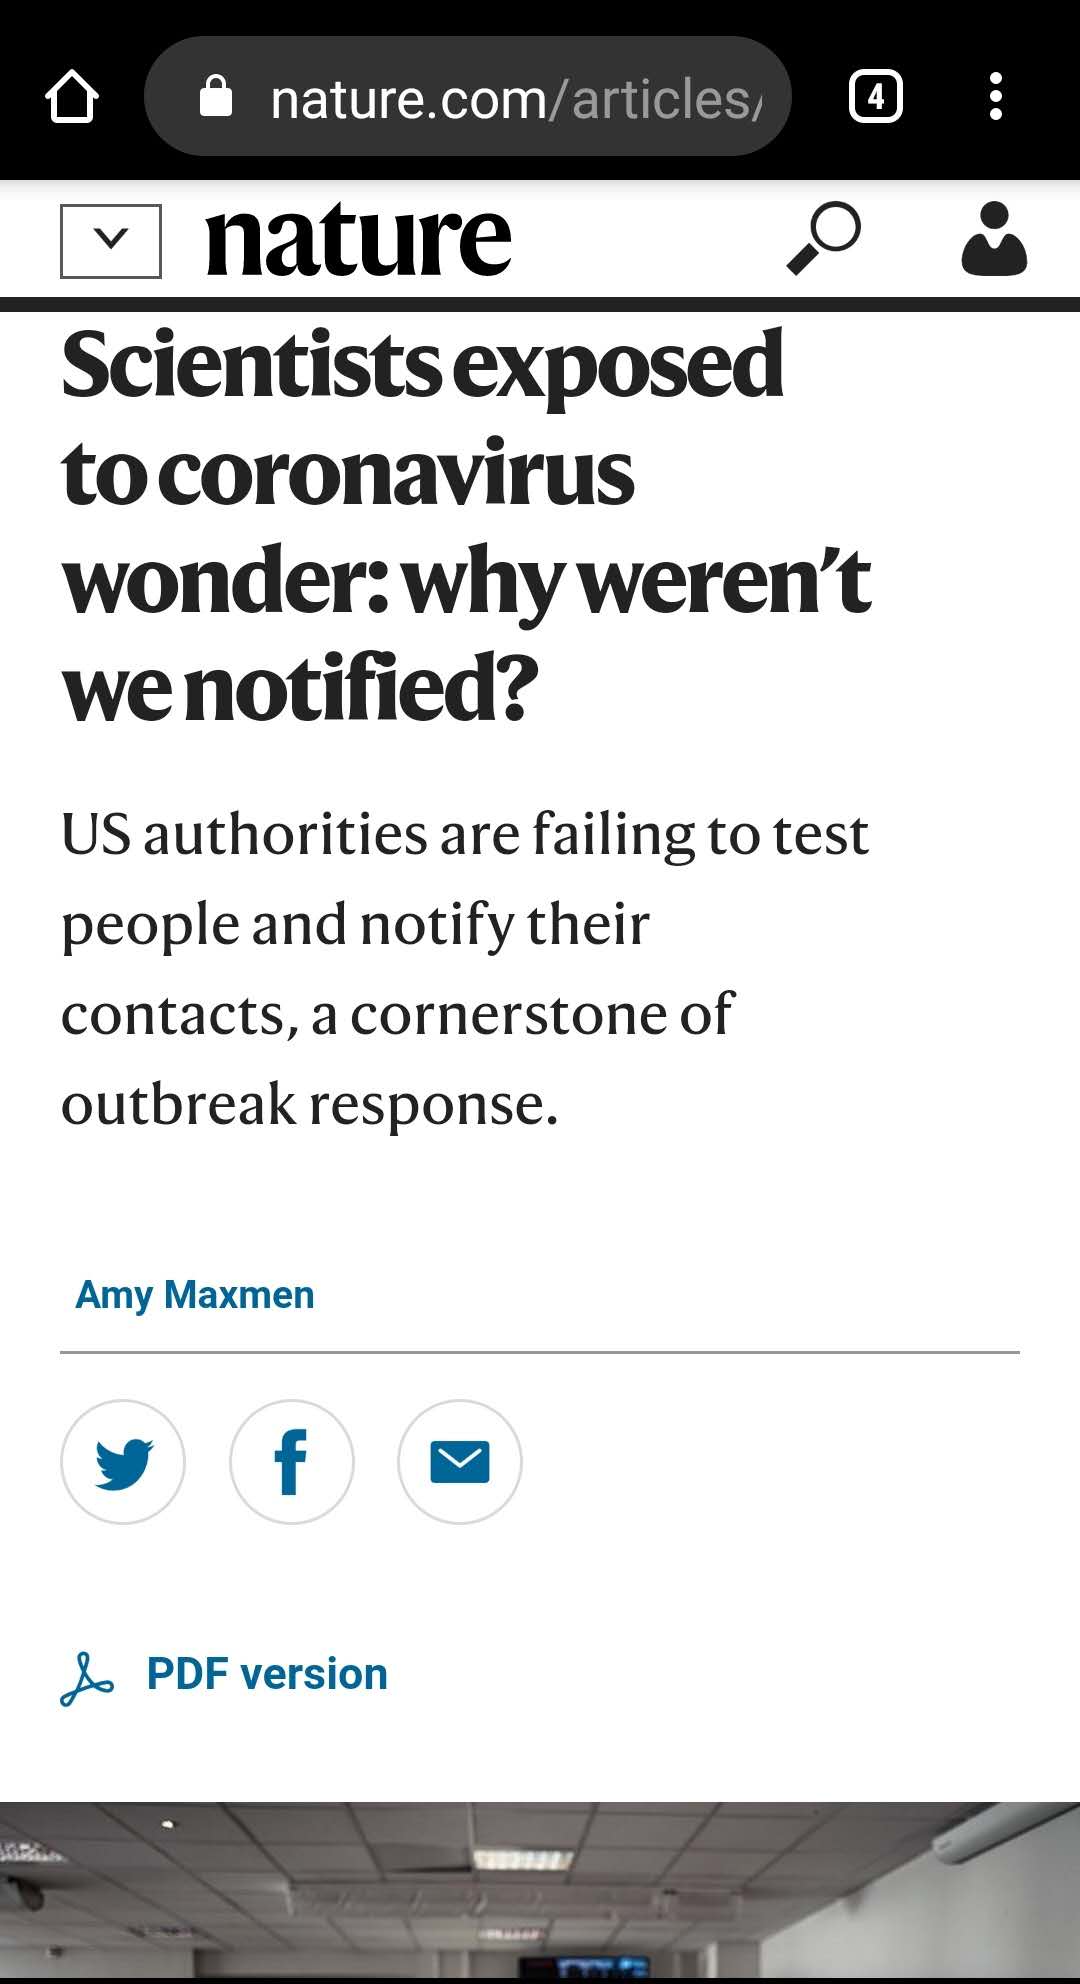 nature.com/articles/
4
nature
Scientists exposed
to coronavirus
wonder: why weren’t
we notified?
US authorities are failing to test
people and notify their
contacts, a cornerstone of
outbreak response.
Amy Maxmen
PDF version